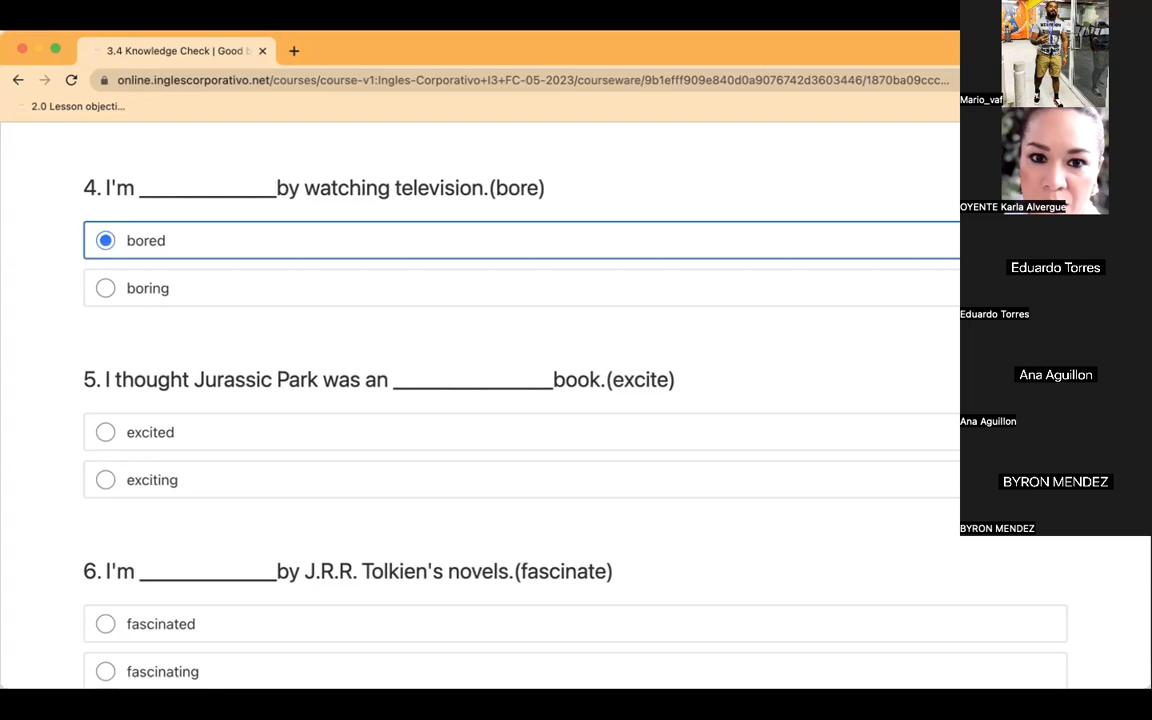 3.4 Knowledge Check | Good b
online.inglescorporativo.net/courses/course-v1:Ingles-Corporativo+I3+FC-05-2023/courseware/9b1efff909e840d0a9076742d3603446/1870ba09ccc...
2.0 Lesson objecti...
4. I'm ____________by watching television.(bore)
bored
boring
5. I thought Jurassic Park was an ______________book.(excite)
excited
exciting
6. I'm ____________by J.R.R. Tolkien's novels.(fascinate)
fascinated
fascinating
Mario_vaf
OYENTE Karla Alvergue
Eduardo Torres
Eduardo Torres
Ana Aguillon
Ana Aguillon
BYRON MENDEZ
BYRON MENDEZ